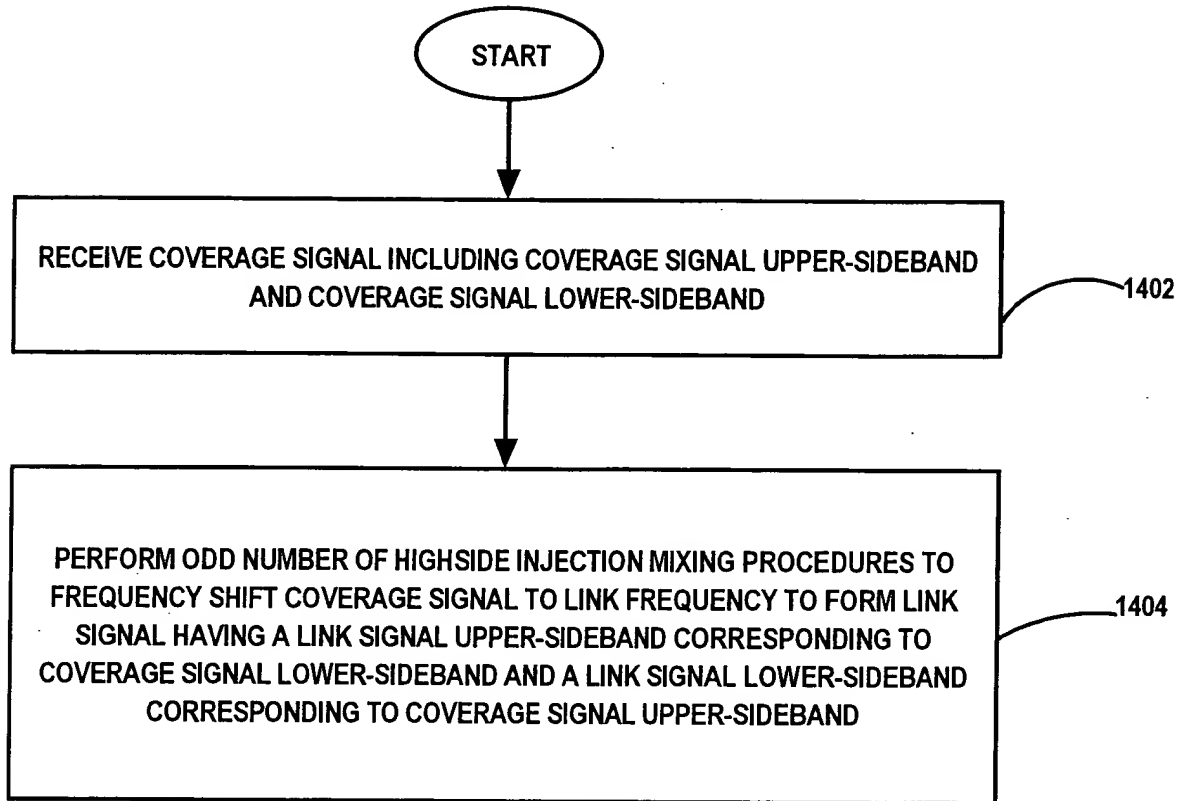 START
RECEIVE COVERAGE SIGNAL INCLUDING COVERAGE SIGNAL UPPER-SIDEBAND
AND COVERAGE SIGNAL LOWER-SIDEBAND
1402
PERFORM ODD NUMBER OF HIGHSIDE INJECTION MIXING PROCEDURES TO
FREQUENCY SHIFT COVERAGE SIGNAL TO LINK FREQUENCY TO FORM LINK
SIGNAL HAVING A LINK SIGNAL UPPER-SIDEBAND CORRESPONDING TO
COVERAGE SIGNAL LOWER-SIDEBAND AND A LINK SIGNAL LOWER-SIDEBAND
CORRESPONDING TO COVERAGE SIGNAL UPPER-SIDEBAND
1404